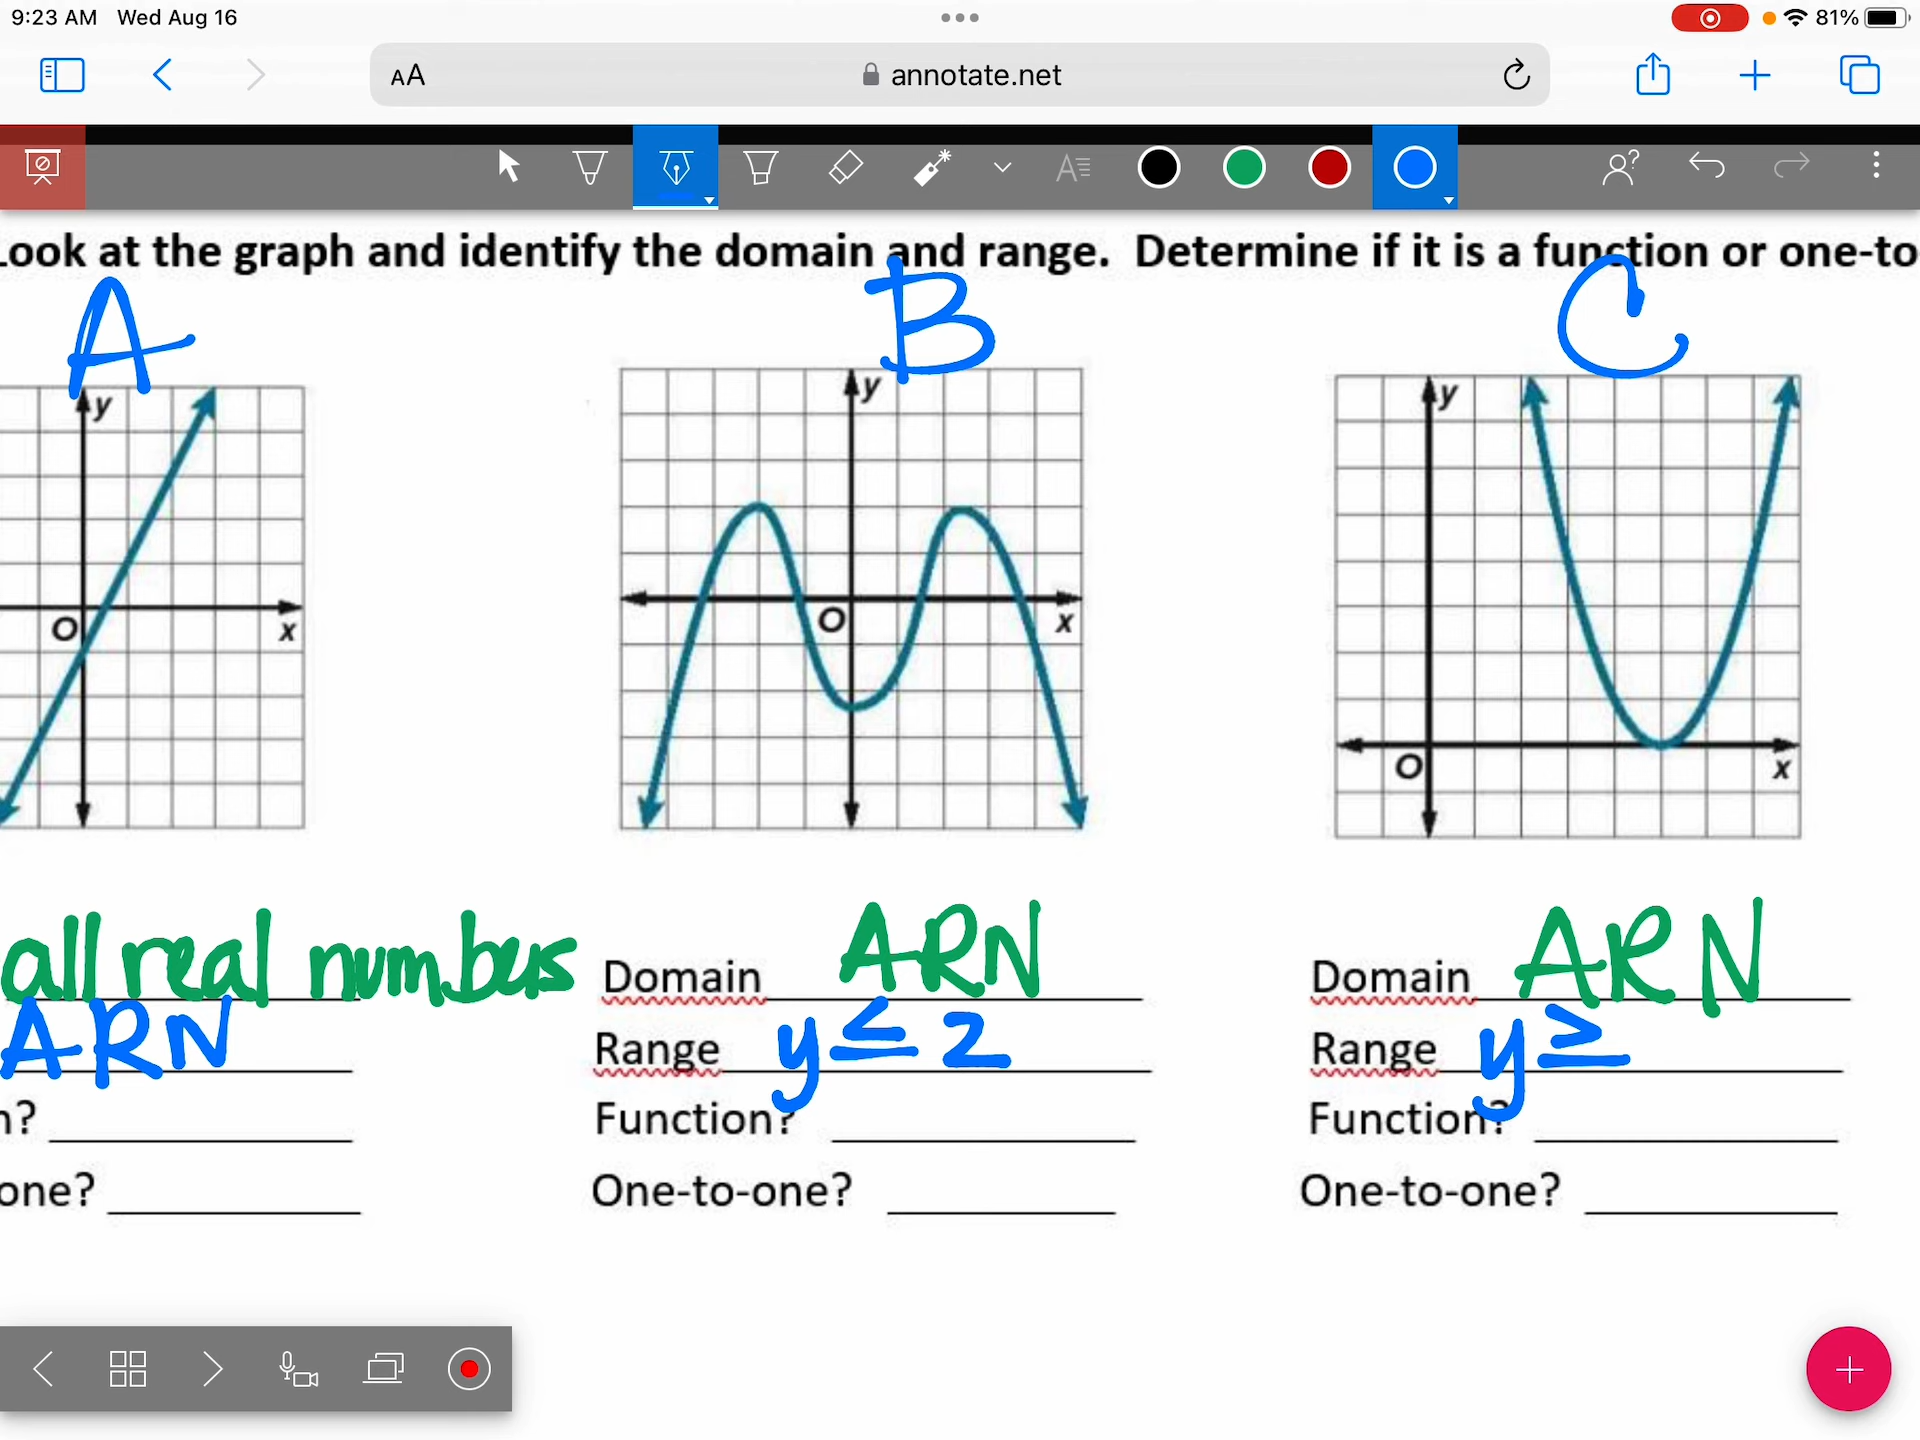 9:23 AM Wed Aug 16
81%
AA annotate.net
Look at the graph and identify the domain and range. Determine if it is a function or one-to
A B C
y y y
O x O x O x
all real numbers Domain ARN Domain ARN
ARN Range y ≤ 2 Range y ≥
n? Function? Function?
one? One-to-one? One-to-one?